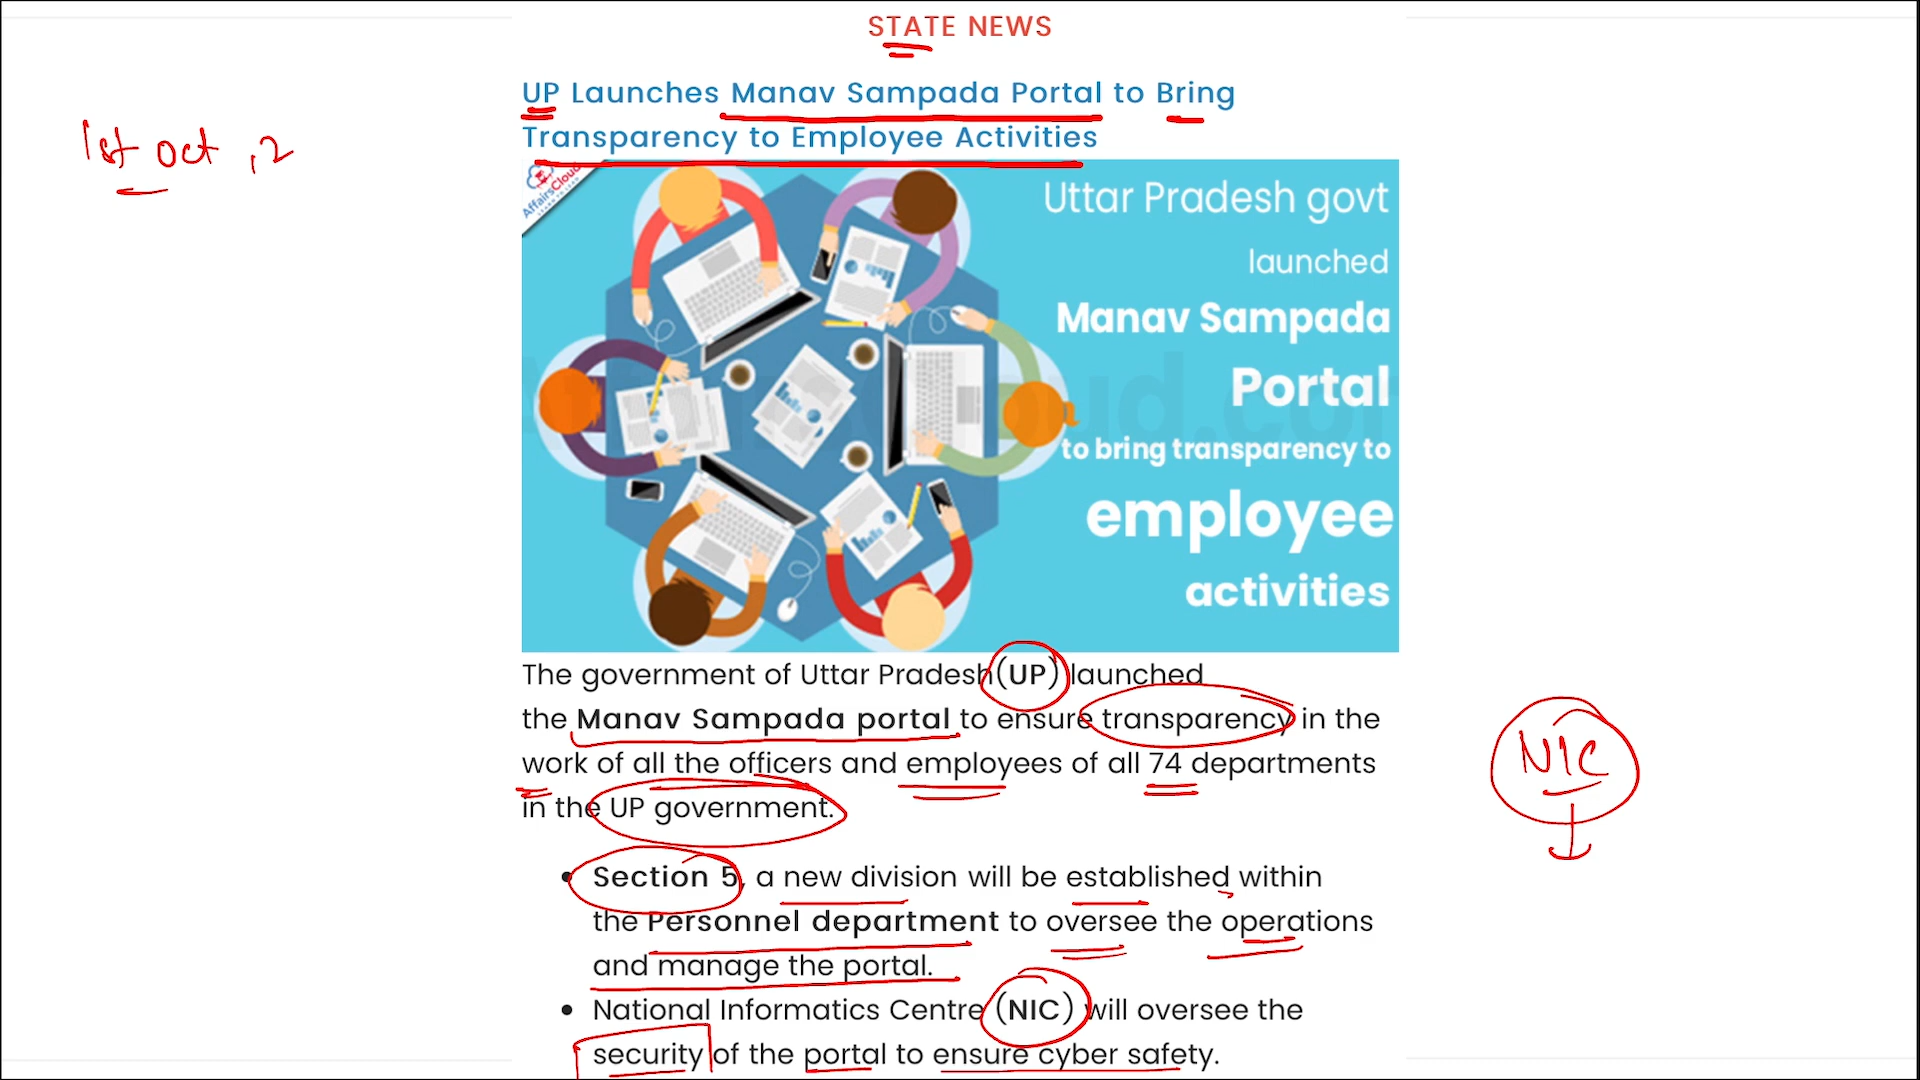 STATE NEWS
UP Launches Manav Sampada Portal to Bring
Transparency to Employee Activities
1st oct , 2
AffairsCloud
Uttar Pradesh govt
launched
Manav Sampada
Portal
to bring transparency to
employee
activities
The government of Uttar Pradesh(UP) launched
the Manav Sampada portal to ensure transparency in the
work of all the officers and employees of all 74 departments
in the UP government.
NIC
• Section 5, a new division will be established within
the Personnel department to oversee the operations
and manage the portal.
• National Informatics Centre (NIC) will oversee the
security of the portal to ensure cyber safety.